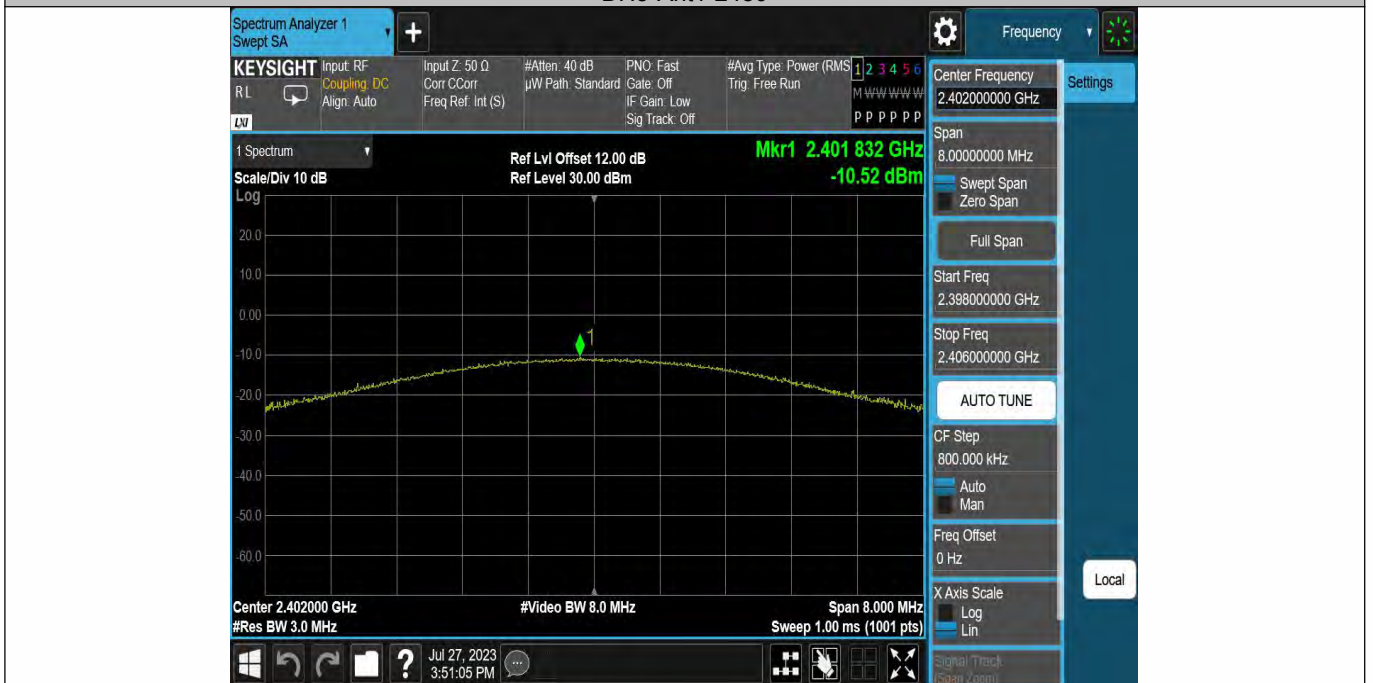 Spectrum Analyzer 1
Swept SA
+
Frequency
KEYSIGHT
RL
LXI
Input: RF
Coupling: DC
Align: Auto
Input Z: 50 Ω
Corr CCorr
Freq Ref: Int (S)
#Atten: 40 dB
µW Path: Standard
PNO: Fast
Gate: Off
IF Gain: Low
Sig Track: Off
#Avg Type: Power (RMS
Trig: Free Run
1 2 3 4 5 6
M W W W W W
P P P P P P
Center Frequency
2.402000000 GHz
Settings
Span
8.00000000 MHz
Swept Span
Zero Span
Full Span
Start Freq
2.398000000 GHz
Stop Freq
2.406000000 GHz
AUTO TUNE
CF Step
800.000 kHz
Auto
Man
Freq Offset
0 Hz
X Axis Scale
Log
Lin
Signal Track
(Span Zoom)
Local
1 Spectrum
Scale/Div 10 dB
Log
Ref Lvl Offset 12.00 dB
Ref Level 30.00 dBm
Mkr1 2.401 832 GHz
-10.52 dBm
20.0
10.0
0.00
-10.0
-20.0
-30.0
-40.0
-50.0
-60.0
1
Center 2.402000 GHz
#Video BW 8.0 MHz
Span 8.000 MHz
#Res BW 3.0 MHz
Sweep 1.00 ms (1001 pts)
?
Jul 27, 2023
3:51:05 PM